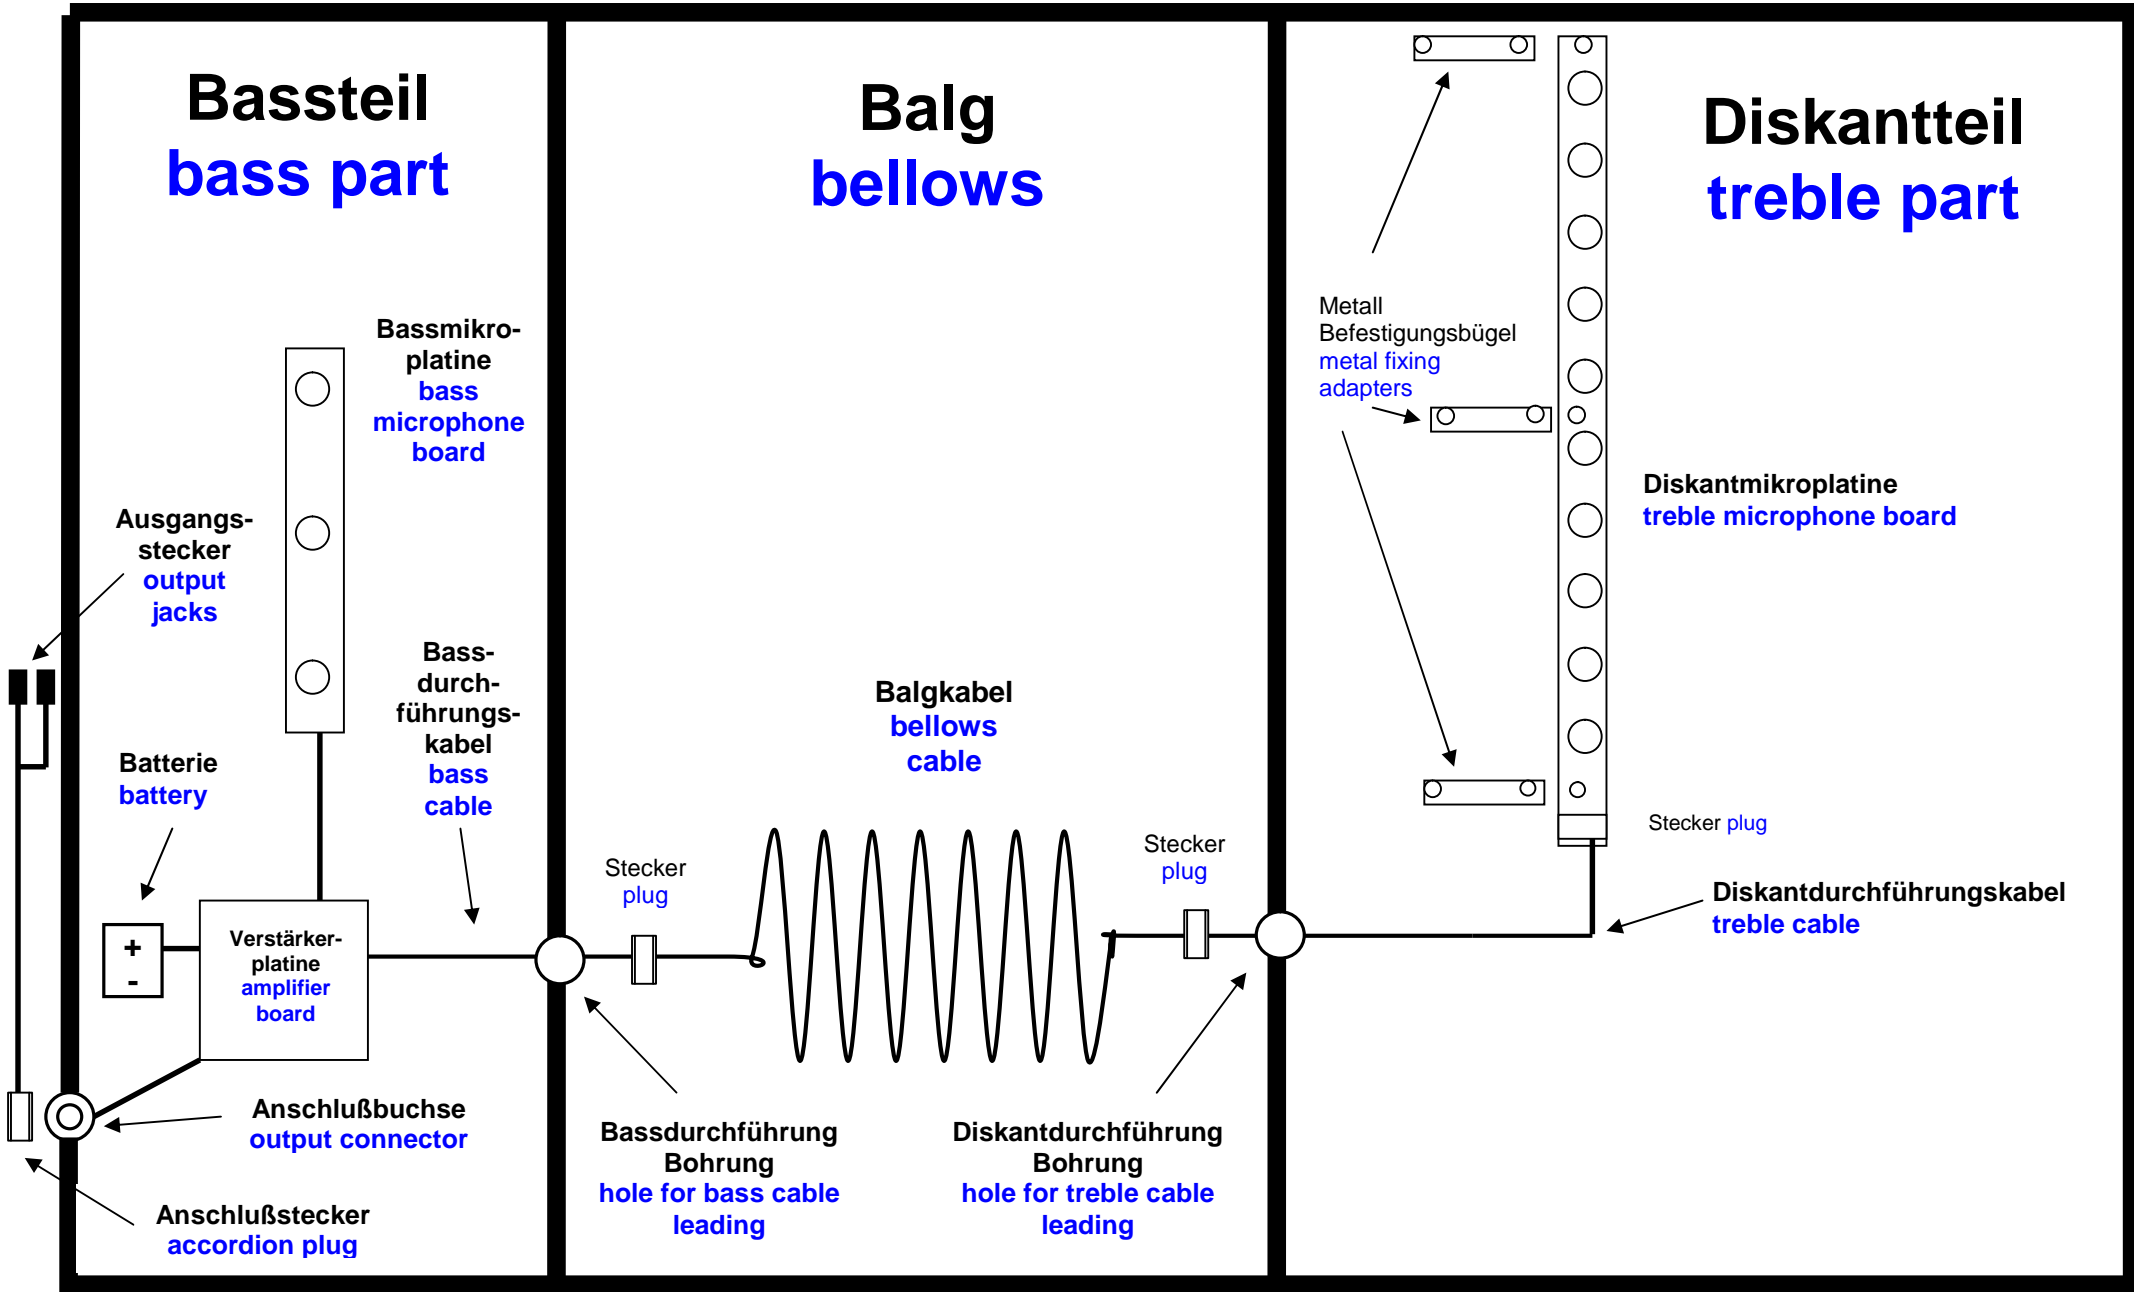 Bassteil
bass part
Balg
bellows
Diskantteil
treble part
Bassmikro-
platine
bass
microphone
board
Metall
Befestigungsbügel
metal fixing
adapters
Diskantmikroplatine
treble microphone board
Ausgangs-
stecker
output
jacks
Bass-
durch-
führungs-
kabel
bass
cable
Balgkabel
bellows
cable
Batterie
battery
Stecker
plug
Stecker
plug
Stecker plug
Diskantdurchführungskabel
treble cable
+
-
Verstärker-
platine
amplifier
board
Anschlußbuchse
output connector
Bassdurchführung
Bohrung
hole for bass cable
leading
Diskantdurchführung
Bohrung
hole for treble cable
leading
Anschlußstecker
accordion plug